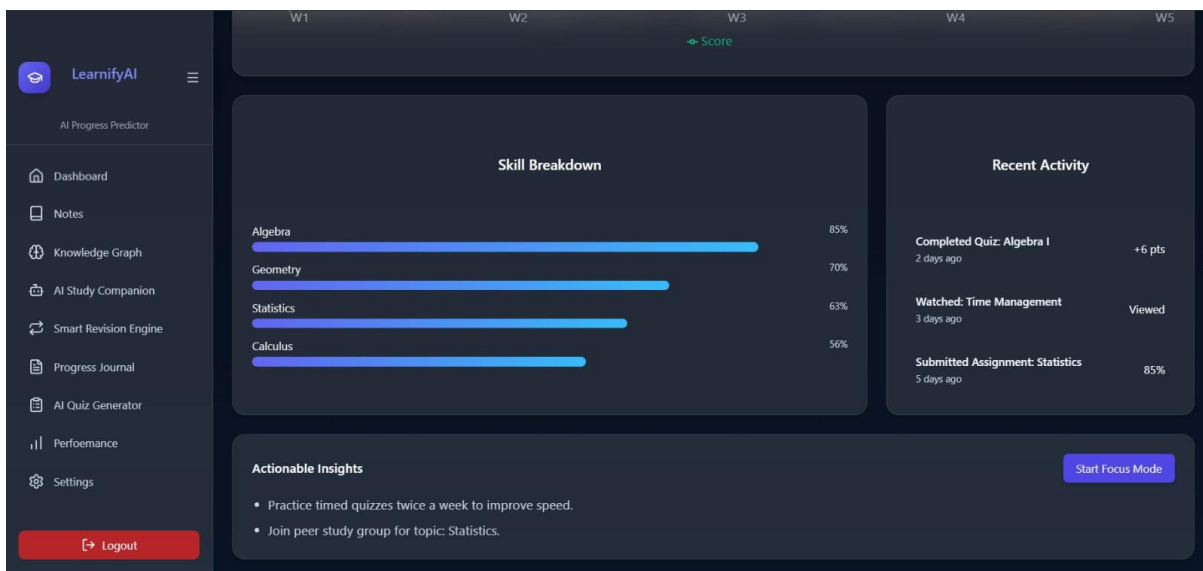 W1 W2 W3 W4 W5
Score
LearnifyAI
AI Progress Predictor
Dashboard
Notes
Knowledge Graph
AI Study Companion
Smart Revision Engine
Progress Journal
AI Quiz Generator
Perfoemance
Settings
Logout
Skill Breakdown
Algebra 85%
Geometry 70%
Statistics 63%
Calculus 56%
Recent Activity
Completed Quiz: Algebra I +6 pts
2 days ago
Watched: Time Management Viewed
3 days ago
Submitted Assignment: Statistics 85%
5 days ago
Actionable Insights Start Focus Mode
• Practice timed quizzes twice a week to improve speed.
• Join peer study group for topic: Statistics.